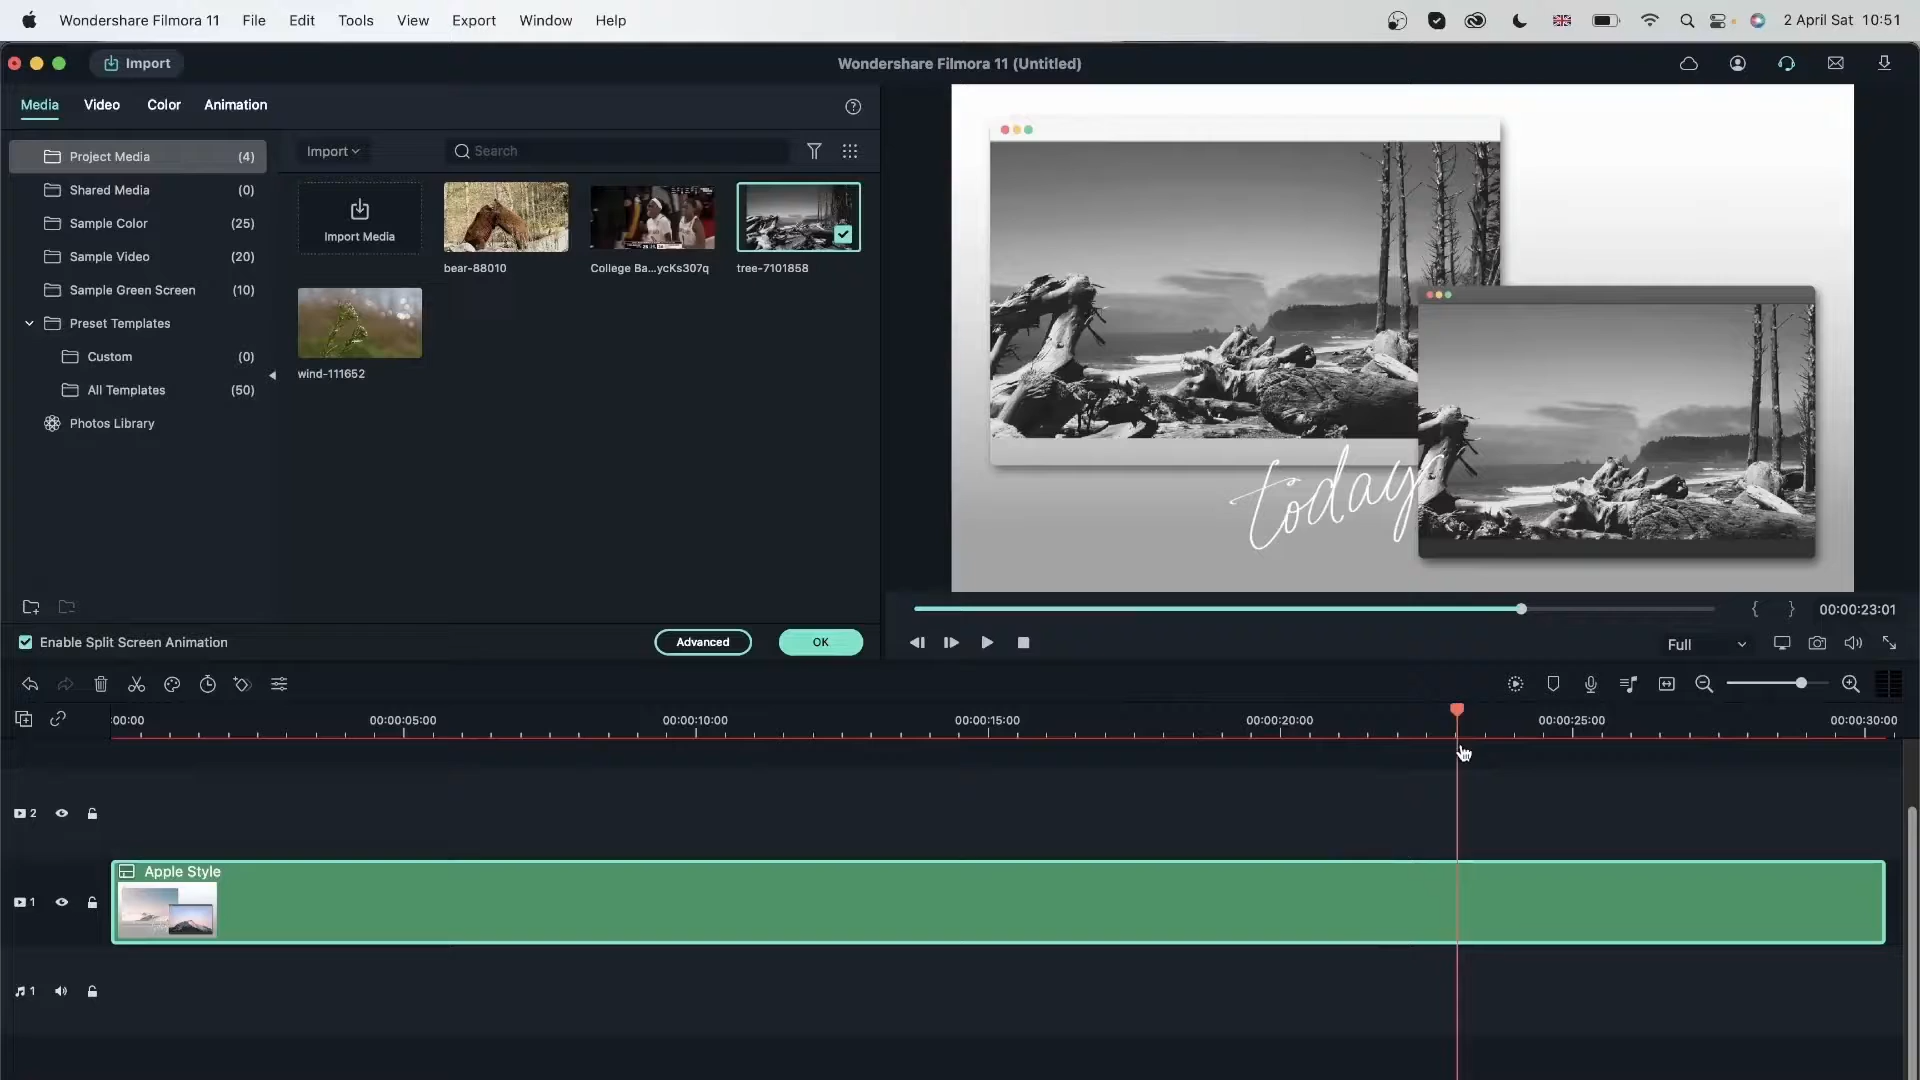 Wondershare Filmora 11 File Edit Tools View Export Window Help 2 April Sat 10:51
Import Wondershare Filmora 11 (Untitled)
Media Video Color Animation
Project Media (4)
Shared Media (0)
Sample Color (25)
Sample Video (20)
Sample Green Screen (10)
Preset Templates
Custom (0)
All Templates (50)
Photos Library
Import Search
Import Media
bear-88010
College Ba...ycKs307q
tree-7101858
wind-111652
today
Enable Split Screen Animation Advanced OK
00:00:23:01
Full
:00:00 00:00:05:00 00:00:10:00 00:00:15:00 00:00:20:00 00:00:25:00 00:00:30:00
2
Apple Style
1
1